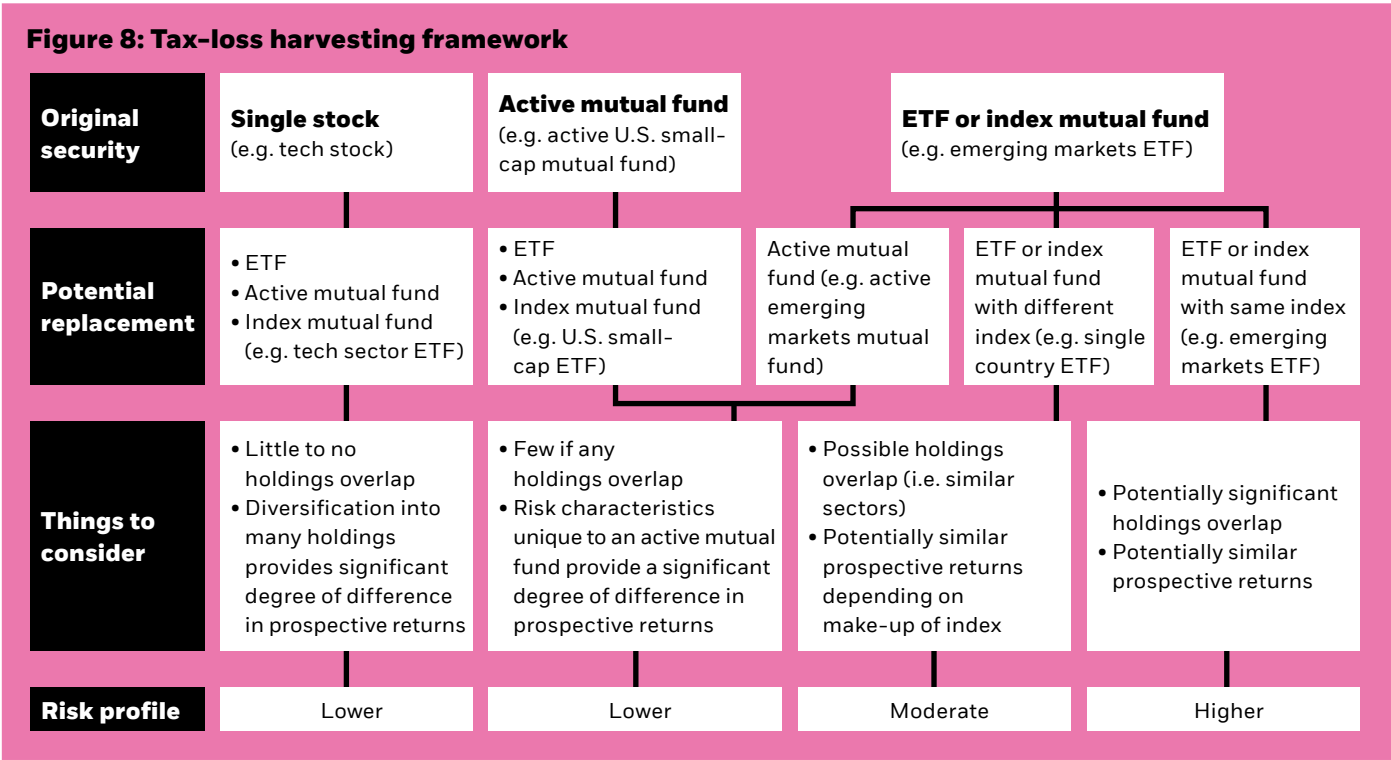 Figure 8: Tax-loss harvesting framework
Original
security
Single stock
(e.g. tech stock)
Active mutual fund
(e.g. active U.S. small-
cap mutual fund)
ETF or index mutual fund
(e.g. emerging markets ETF)
Potential
replacement
• ETF
• Active mutual fund
• Index mutual fund
(e.g. tech sector ETF)
• ETF
• Active mutual fund
• Index mutual fund
(e.g. U.S. small-
cap ETF)
Active mutual
fund (e.g. active
emerging
markets mutual
fund)
ETF or index
mutual fund
with different
index (e.g. single
country ETF)
ETF or index
mutual fund
with same index
(e.g. emerging
markets ETF)
Things to
consider
• Little to no
holdings overlap
• Diversification into
many holdings
provides significant
degree of difference
in prospective returns
• Few if any
holdings overlap
• Risk characteristics
unique to an active mutual
fund provide a significant
degree of difference in
prospective returns
• Possible holdings
overlap (i.e. similar
sectors)
• Potentially similar
prospective returns
depending on
make-up of index
• Potentially significant
holdings overlap
• Potentially similar
prospective returns
Risk profile
Lower
Lower
Moderate
Higher